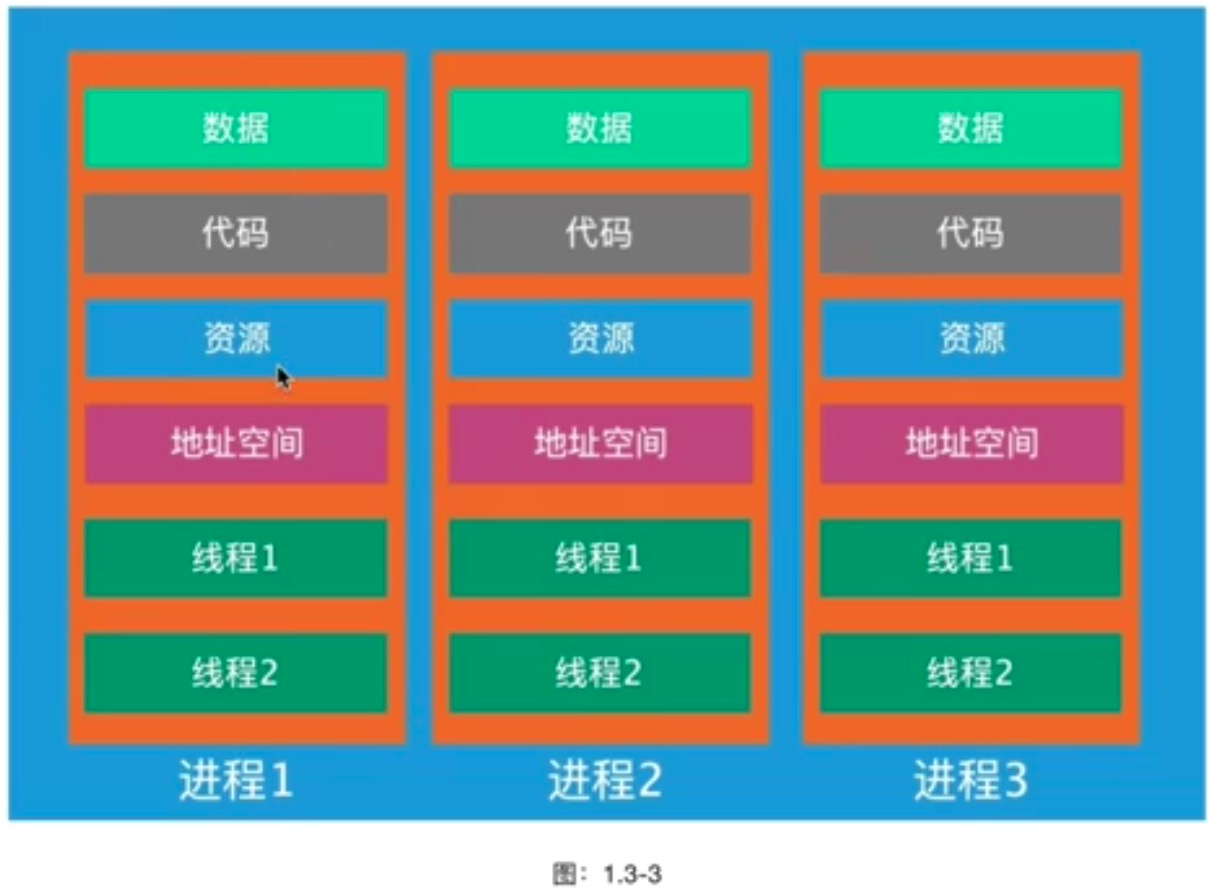 数据 数据 数据
代码 代码 代码
资源 资源 资源
地址空间 地址空间 地址空间
线程1 线程1 线程1
线程2 线程2 线程2
进程1 进程2 进程3
图：1.3-3